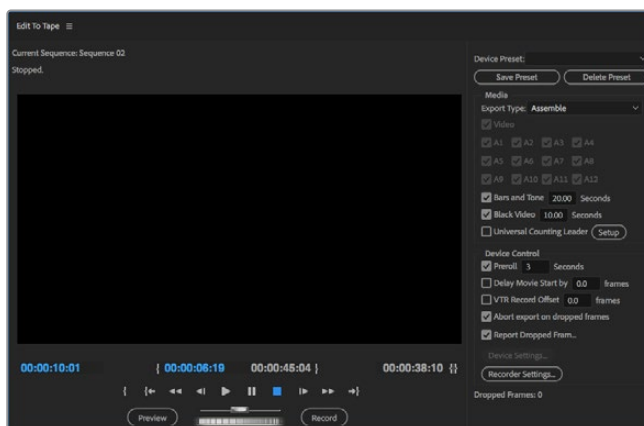 Edit To Tape
Current Sequence: Sequence 02
Stopped.
00:00:10:01
{ 00:00:06:19
00:00:45:04 }
00:00:38:10 {}
Preview
Record
Device Preset:
Save Preset
Delete Preset
Media
Export Type: Assemble
Video
A1 A2 A3 A4
A5 A6 A7 A8
A9 A10 A11 A12
Bars and Tone 20.00 Seconds
Black Video 10.00 Seconds
Universal Counting Leader Setup
Device Control
Preroll 3 Seconds
Delay Movie Start by 0.0 frames
VTR Record Offset 0.0 frames
Abort export on dropped frames
Report Dropped Fram...
Device Settings...
Recorder Settings...
Dropped Frames: 0